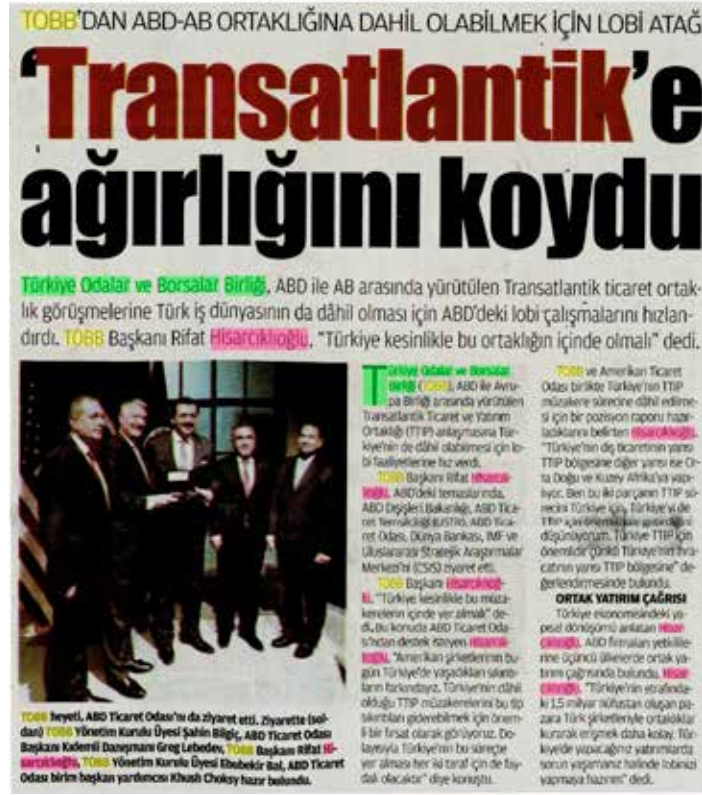 TOBB'DAN ABD-AB ORTAKLIĞINA DAHİL OLABİLMEK İÇİN LOBİ ATAĞ
'Transatlantik'e
ağırlığını koydu
Türkiye Odalar ve Borsalar Birliği, ABD ile AB arasında yürütülen Transatlantik ticaret ortak-
lık görüşmelerine Türk iş dünyasının da dâhil olması için ABD'deki lobi çalışmalarını hızlan-
dırdı. TOBB Başkanı Rifat Hisarcıklıoğlu, "Türkiye kesinlikle bu ortaklığın içinde olmalı" dedi.
Türkiye Odalar ve Borsalar
Birliği (TOBB), ABD ile Avru-
pa Birliği arasında yürütülen
Transatlantik Ticaret ve Yatırım
Ortaklığı (TTIP) anlaşmasına Tür-
kiye'nin de dâhil olabilmesi için lo-
bi faaliyetlerine hız verdi.
TOBB Başkanı Rifat Hisarcık-
lıoğlu, ABD'deki temaslarında,
ABD Dışişleri Bakanlığı, ABD Tica-
ret Temsilciliği (USTR), ABD Tica-
ret Odası, Dünya Bankası, IMF ve
Uluslararası Stratejik Araştırmalar
Merkezi'ni (CSIS) ziyaret etti.
TOBB Başkanı Hisarcıklıoğ-
lu, "Türkiye kesinlikle bu müza-
kerelerin içinde yer almalı" de-
di. Bu konuda ABD Ticaret Oda-
sı'ndan destek isteyen Hisarcık-
lıoğlu, "Amerikan şirketlerinin bu-
gün Türkiye'de yaşadıkları sıkıntı-
ların farkındayız. Türkiye'nin dâhil
olduğu TTIP müzakerelerini bu tip
sıkıntıları giderebilmek için önem-
li bir fırsat olarak görüyoruz. Do-
layısıyla Türkiye'nin bu süreçte
yer alması her iki taraf için de fay-
dalı olacaktır" diye konuştu.
TOBB ve Amerikan Ticaret
Odası birlikte Türkiye'nin TTIP
müzakere sürecine dâhil edilme-
si için bir pozisyon raporu hazır-
ladıklarını belirten Hisarcıklıoğlu,
"Türkiye'nin dış ticaretinin yarısı
TTIP bölgesine diğer yarısı ise Or-
ta Doğu ve Kuzey Afrika'ya yapı-
lıyor. Ben bu iki parçanın TTIP sü-
recini Türkiye için, Türkiye'yi de
TTIP için önemli
düşünüyorum. Türkiye TTIP için
önemlidir çünkü Türkiye'nin ihra-
catının yarısı TTIP bölgesine" de-
ğerlendirmesinde bulundu.
ORTAK YATIRIM ÇAĞRISI
Türkiye ekonomisindeki ya-
pısal dönüşümü anlatan Hisar-
cıklıoğlu, ABD firmaları yetkilile-
rine üçüncü ülkelerde ortak ya-
tırım çağrısında bulundu. Hisar-
cıklıoğlu, "Türkiye'nin etrafında-
ki 1.5 milyar nüfustan oluşan pa-
zara Türk şirketleriyle ortaklıklar
kurarak erişmek daha kolay. Tür-
kiye'de yapacağınız yatırımlarda
sorun yaşamanız halinde lobinizi
yapmaya hazırım" dedi.
TOBB heyeti, ABD Ticaret Odası'nı da ziyaret etti. Ziyarette (sol-
dan) TOBB Yönetim Kurulu Üyesi Şahin Bilgiç, ABD Ticaret Odası
Başkanı Kıdemli Danışmanı Greg Lebedev, TOBB Başkanı Rifat Hi-
sarcıklıoğlu, TOBB Yönetim Kurulu Üyesi Ebubekir Bal, ABD Ticaret
Odası birim başkan yardımcısı Khush Choksy hazır bulundu.